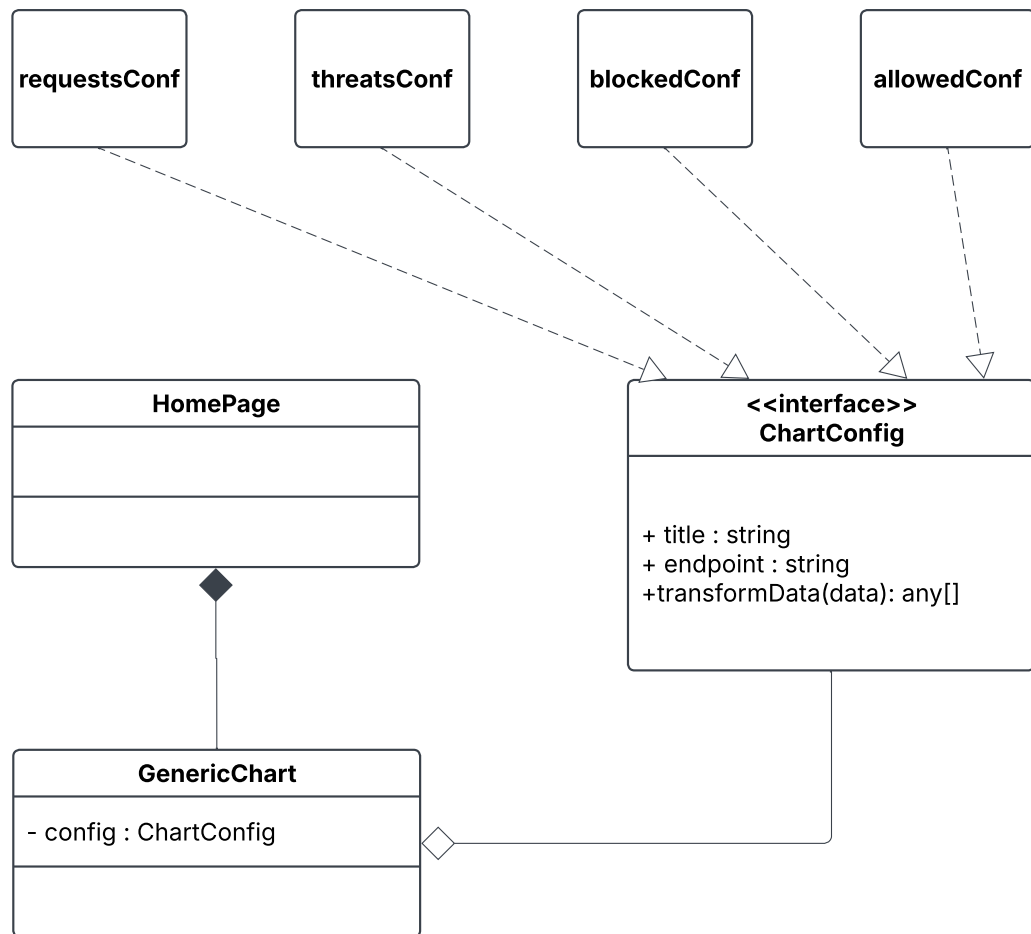 requestsConf
threatsConf
blockedConf
allowedConf
HomePage
<<interface>>
ChartConfig
+ title : string
+ endpoint : string
+transformData(data): any[]
GenericChart
- config : ChartConfig